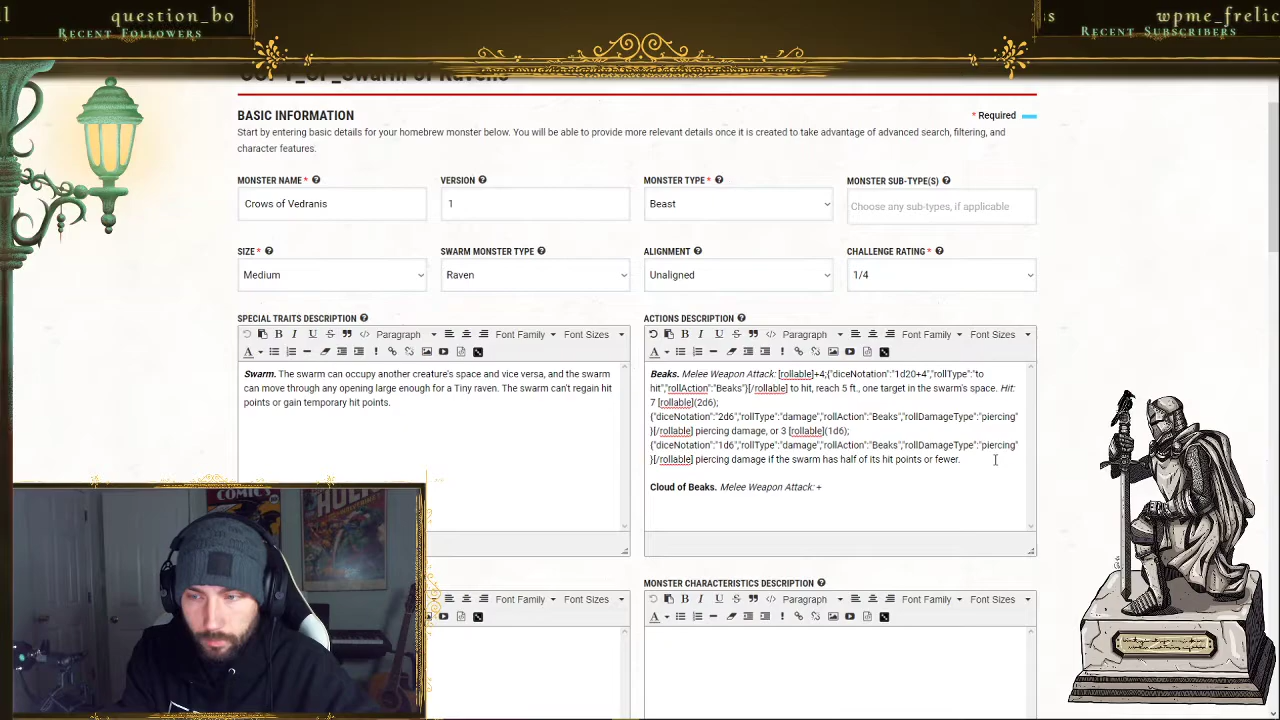 question_bo
Recent Followers
wpme_frelic
Recent Subscribers
BASIC INFORMATION
* Required
Start by entering basic details for your homebrew monster below. You will be able to provide more relevant details once it is created to take advantage of advanced search, filtering, and
character features.
MONSTER NAME * VERSION MONSTER TYPE * MONSTER SUB-TYPE(S)
Crows of Vedranis 1 Beast Choose any sub-types, if applicable
SIZE * SWARM MONSTER TYPE ALIGNMENT CHALLENGE RATING *
Medium Raven Unaligned 1/4
SPECIAL TRAITS DESCRIPTION
Paragraph Font Family Font Sizes
Swarm. The swarm can occupy another creature's space and vice versa, and the swarm
can move through any opening large enough for a Tiny raven. The swarm can't regain hit
points or gain temporary hit points.
ACTIONS DESCRIPTION
Paragraph Font Family Font Sizes
Beaks. Melee Weapon Attack: [rollable]+4;{"diceNotation":"1d20+4","rollType":"to
hit","rollAction":"Beaks"}[/rollable] to hit, reach 5 ft., one target in the swarm's space. Hit:
7 [rollable](2d6);
{"diceNotation":"2d6","rollType":"damage","rollAction":"Beaks","rollDamageType":"piercing"
}[/rollable] piercing damage, or 3 [rollable](1d6);
{"diceNotation":"1d6","rollType":"damage","rollAction":"Beaks","rollDamageType":"piercing"
}[/rollable] piercing damage if the swarm has half of its hit points or fewer.
Cloud of Beaks. Melee Weapon Attack: +
Font Family Font Sizes
MONSTER CHARACTERISTICS DESCRIPTION
Paragraph Font Family Font Sizes